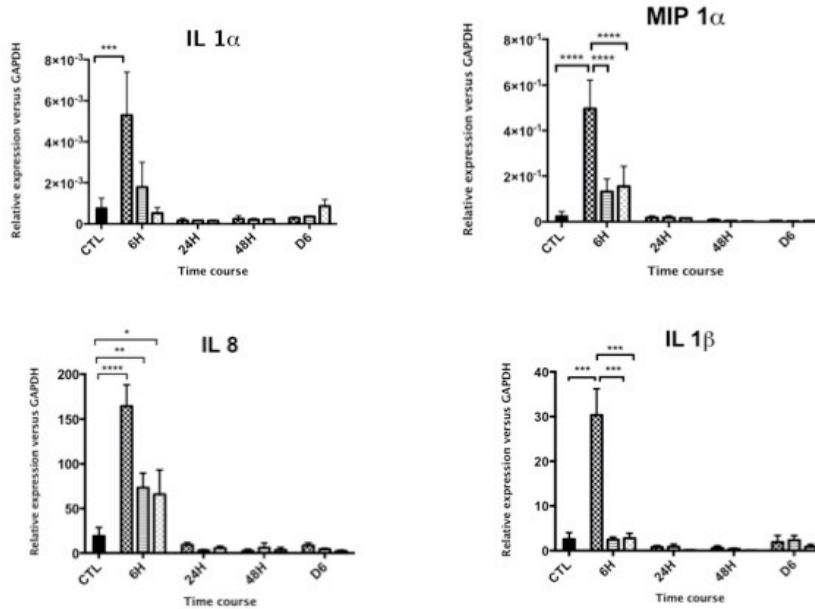 IL 1α
***
Relative expression versus GAPDH
8×10⁻³
6×10⁻³
4×10⁻³
2×10⁻³
0
CTL
6H
24H
48H
D6
Time course
MIP 1α
****
****
****
Relative expression versus GAPDH
8×10⁻¹
6×10⁻¹
4×10⁻¹
2×10⁻¹
0
CTL
6H
24H
48H
D6
Time course
IL 8
*
**
****
Relative expression versus GAPDH
200
150
100
50
0
CTL
6H
24H
48H
D6
Time course
IL 1β
***
***
***
Relative expression versus GAPDH
40
30
20
10
0
CTL
6H
24H
48H
D6
Time course